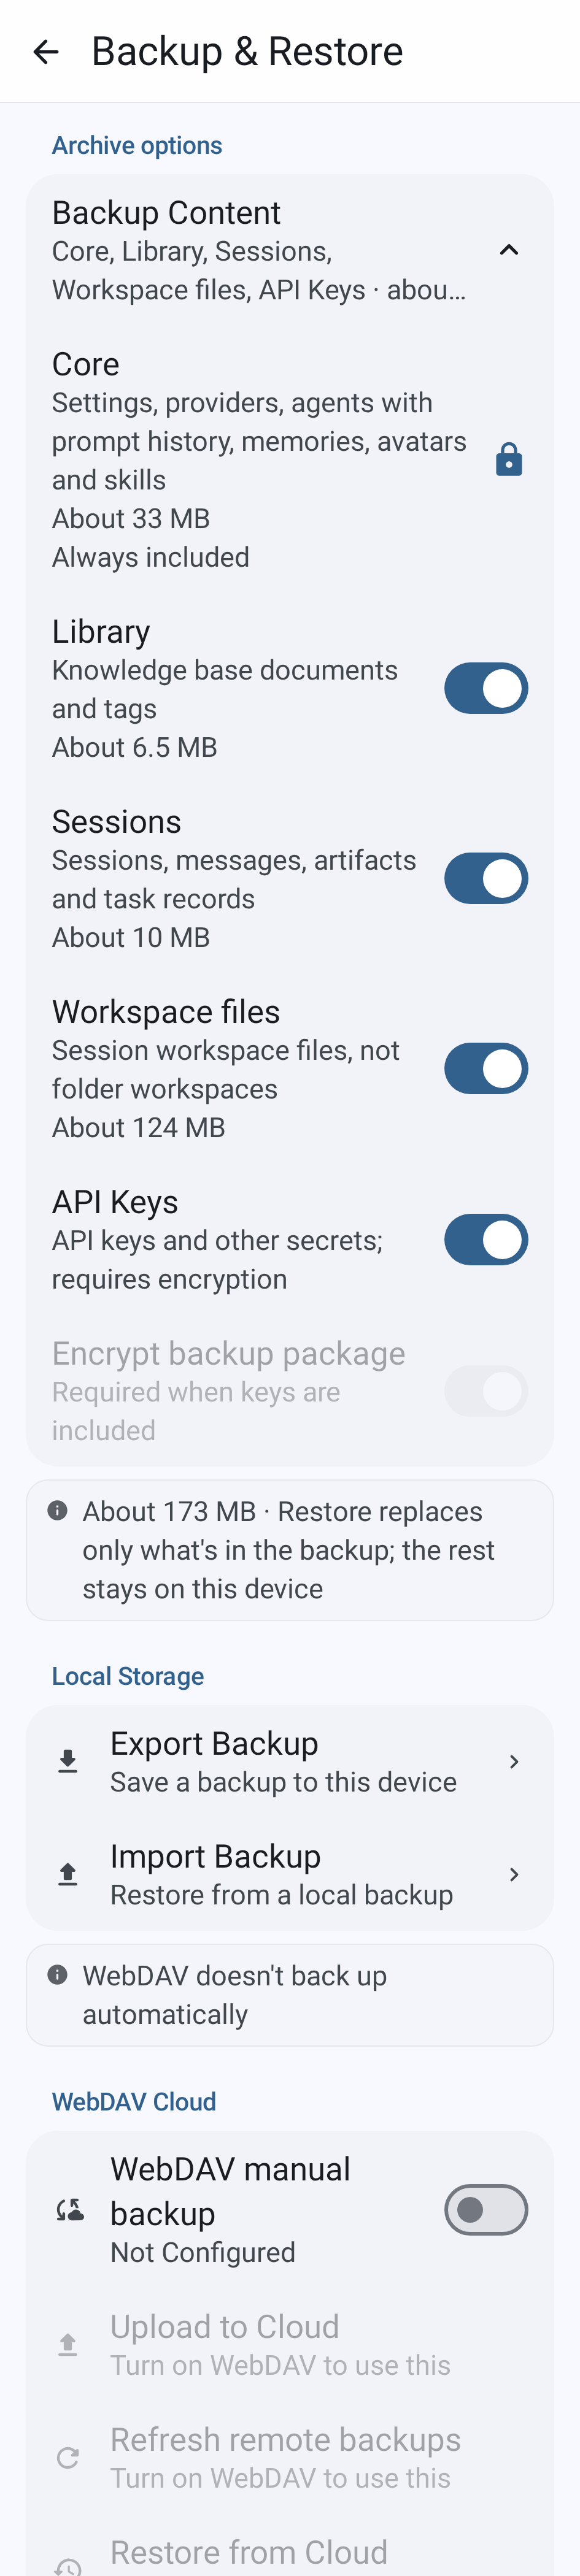 Backup & Restore
Archive options
Backup Content
Core, Library, Sessions,
Workspace files, API Keys · abou...
Core
Settings, providers, agents with
prompt history, memories, avatars
and skills
About 33 MB
Always included
Library
Knowledge base documents
and tags
About 6.5 MB
Sessions
Sessions, messages, artifacts
and task records
About 10 MB
Workspace files
Session workspace files, not
folder workspaces
About 124 MB
API Keys
API keys and other secrets;
requires encryption
Encrypt backup package
Required when keys are
included
About 173 MB · Restore replaces
only what's in the backup; the rest
stays on this device
Local Storage
Export Backup
Save a backup to this device
Import Backup
Restore from a local backup
WebDAV doesn't back up
automatically
WebDAV Cloud
WebDAV manual
backup
Not Configured
Upload to Cloud
Turn on WebDAV to use this
Refresh remote backups
Turn on WebDAV to use this
Restore from Cloud